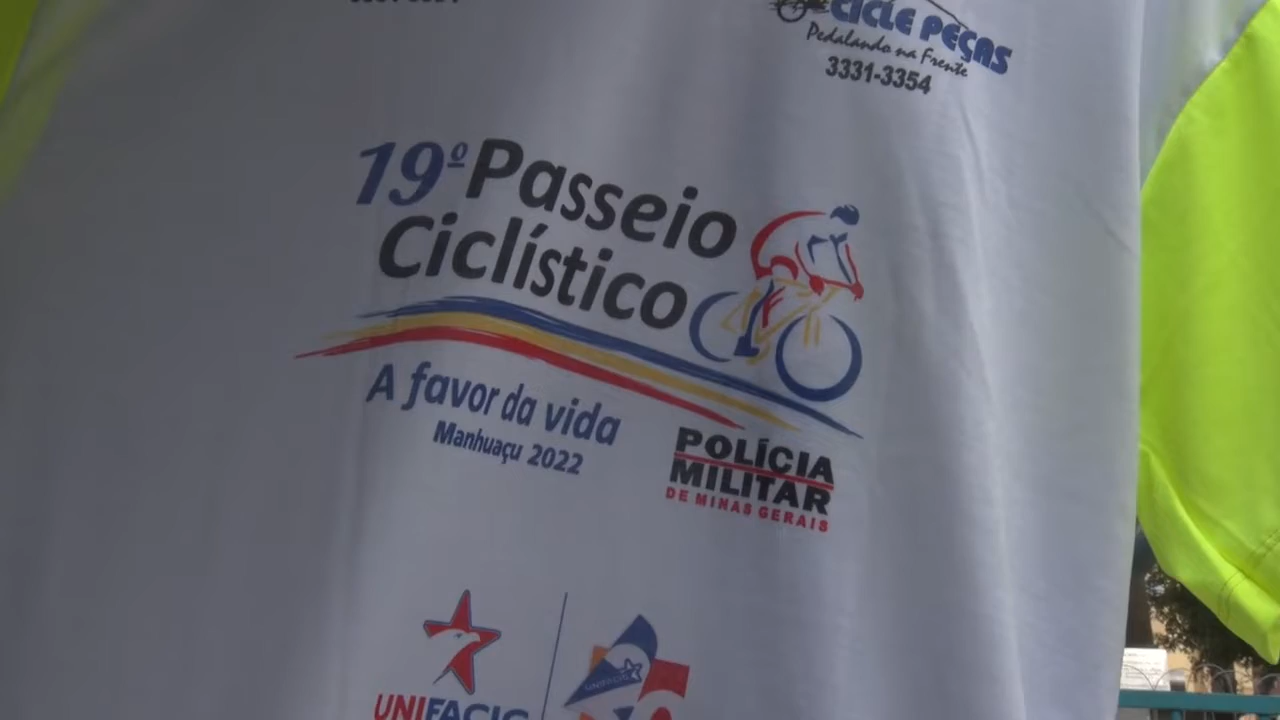 CICLE PEÇAS
Pedalando na Frente
3331-3354
19º Passeio
Ciclístico
A favor da vida
Manhuaçu 2022
POLÍCIA
MILITAR
DE MINAS GERAIS
UNIFACIG
UNIFACIG